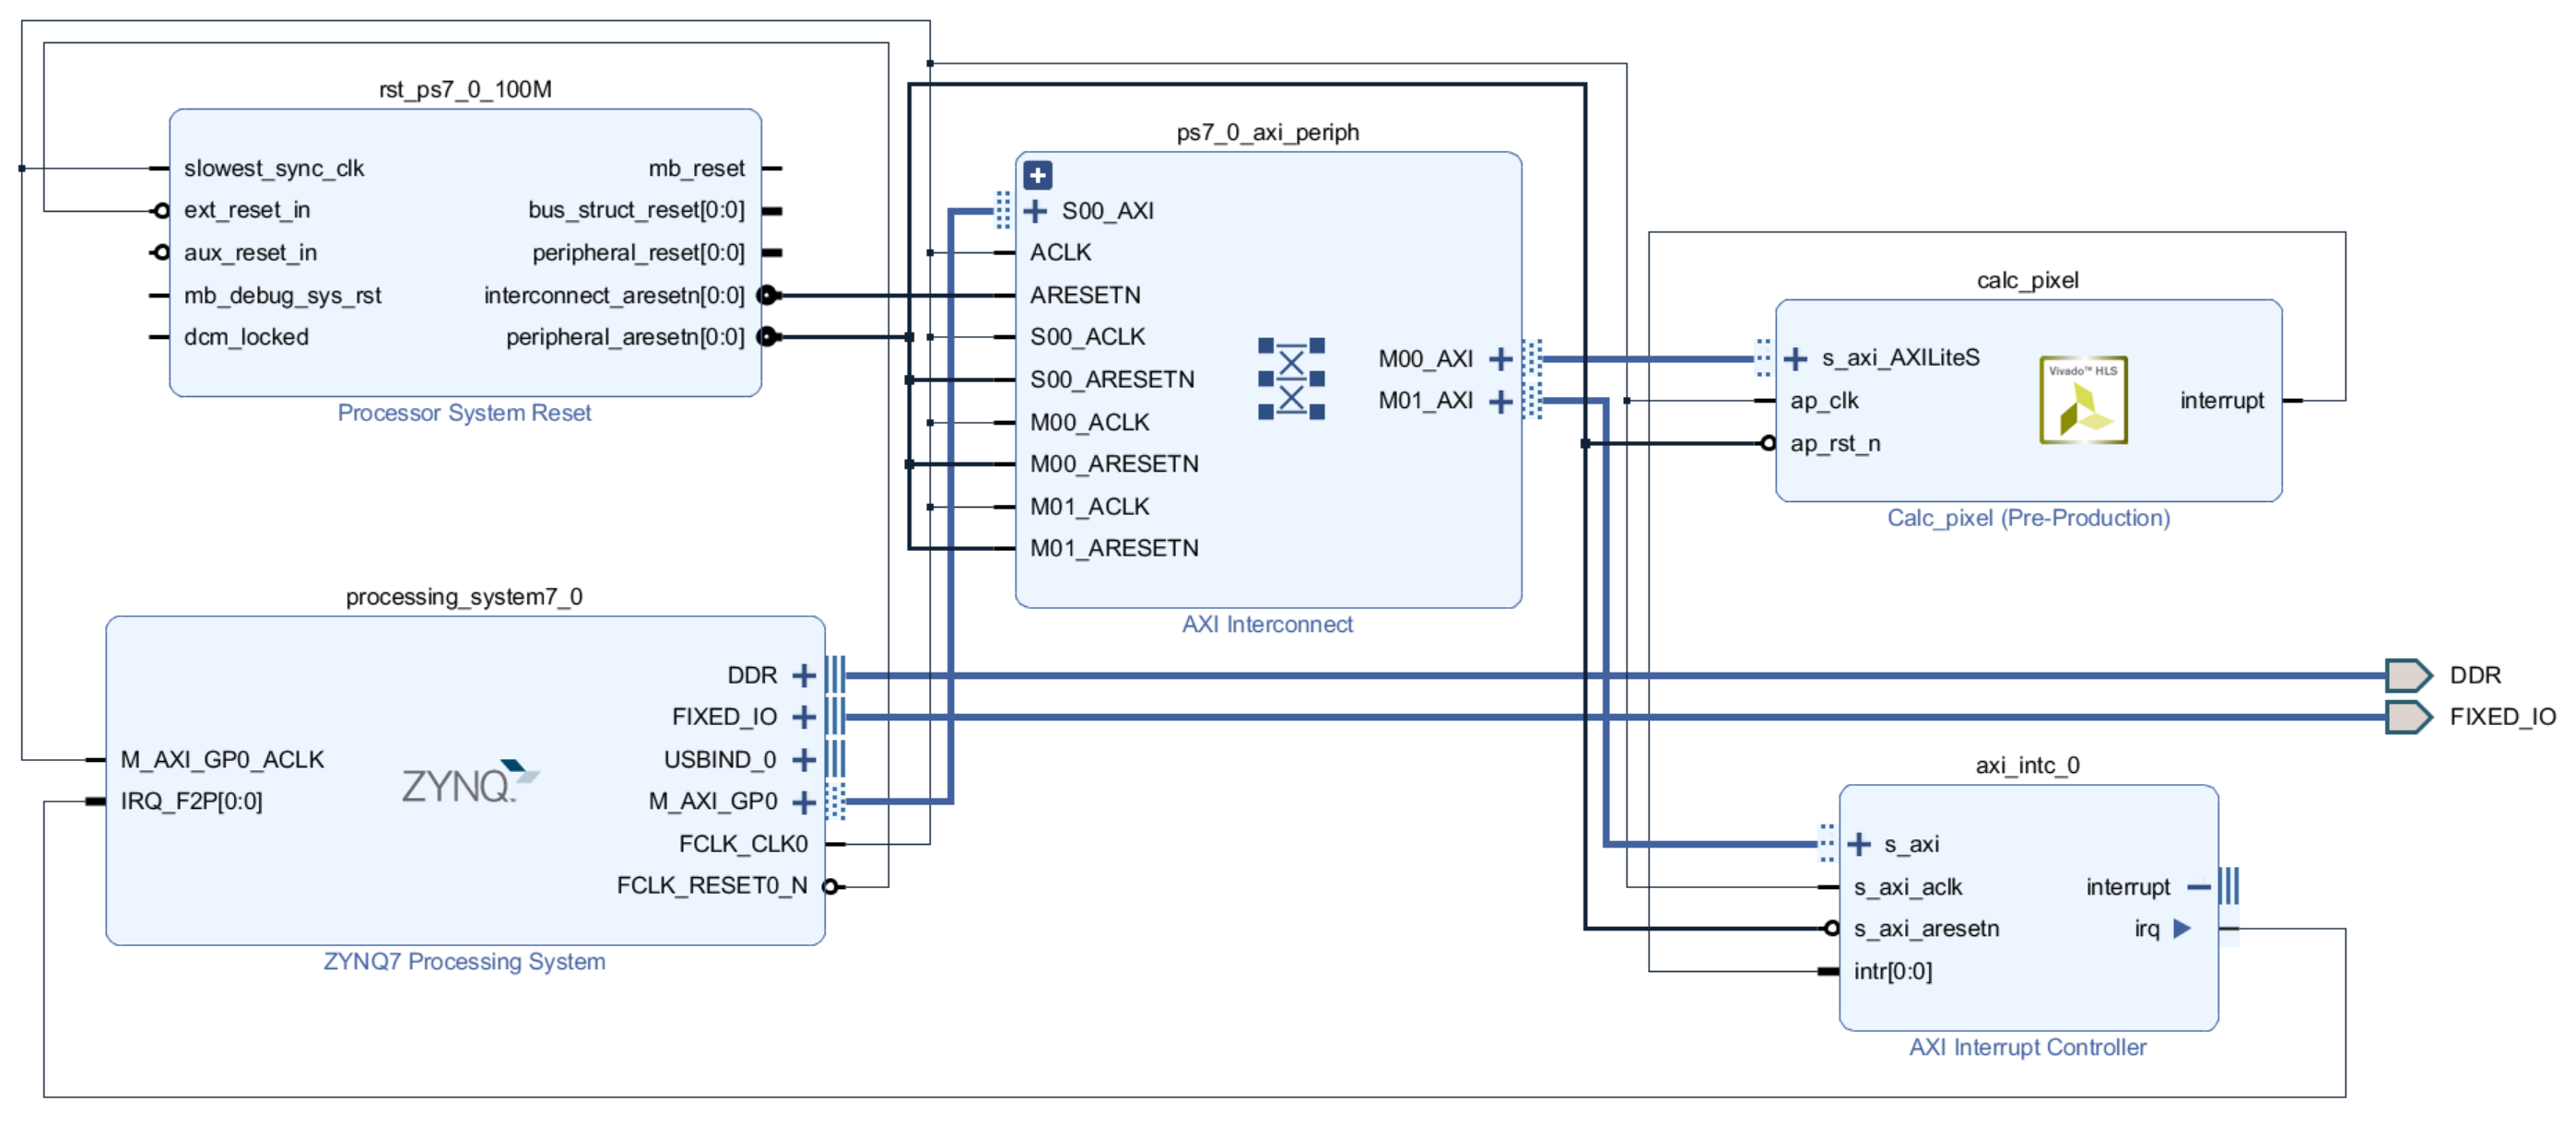 rst_ps7_0_100M
slowest_sync_clk
ext_reset_in
aux_reset_in
mb_debug_sys_rst
dcm_locked
mb_reset
bus_struct_reset[0:0]
peripheral_reset[0:0]
interconnect_aresetn[0:0]
peripheral_aresetn[0:0]
Processor System Reset
ps7_0_axi_periph
S00_AXI
ACLK
ARESETN
S00_ACLK
S00_ARESETN
M00_ACLK
M00_ARESETN
M01_ACLK
M01_ARESETN
M00_AXI
M01_AXI
AXI Interconnect
calc_pixel
s_axi_AXILiteS
ap_clk
ap_rst_n
Vivado™ HLS
interrupt
Calc_pixel (Pre-Production)
processing_system7_0
M_AXI_GP0_ACLK
IRQ_F2P[0:0]
ZYNQ
DDR
FIXED_IO
USBIND_0
M_AXI_GP0
FCLK_CLK0
FCLK_RESET0_N
ZYNQ7 Processing System
DDR
FIXED_IO
axi_intc_0
s_axi
s_axi_aclk
s_axi_aresetn
intr[0:0]
interrupt
irq
AXI Interrupt Controller